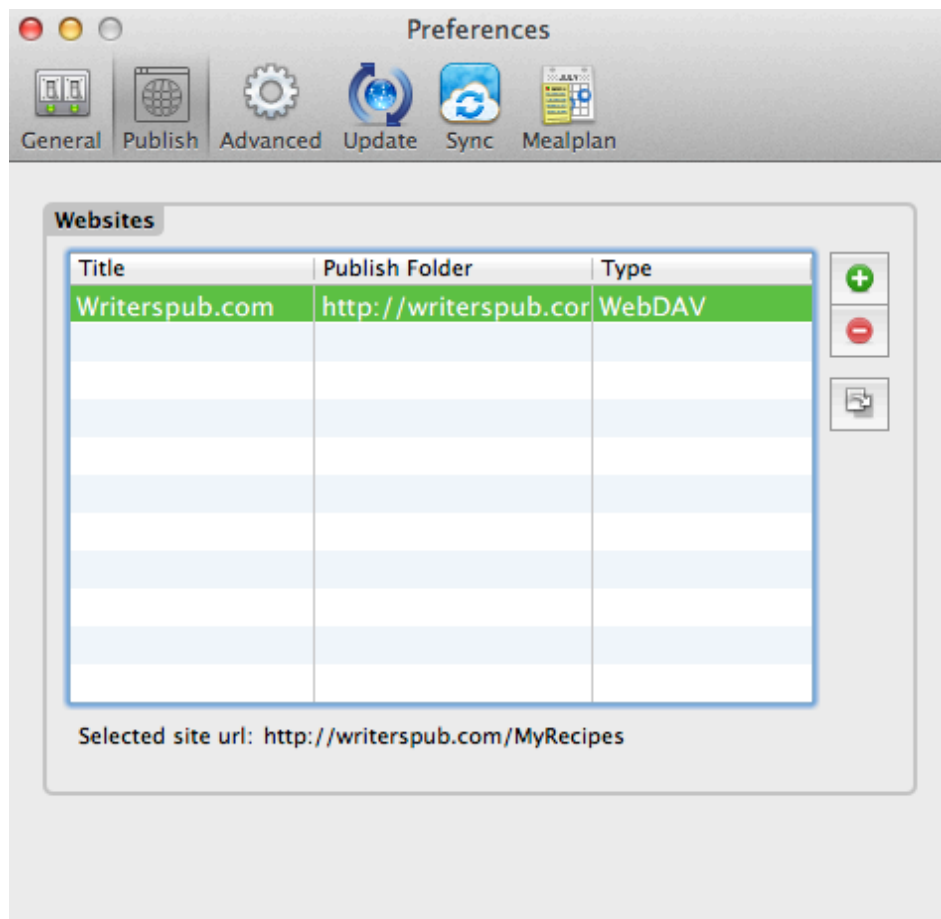 Preferences
General Publish Advanced Update Sync Mealplan
JULY
Websites
Title Publish Folder Type
Writerspub.com http://writerspub.cor WebDAV
Selected site url: http://writerspub.com/MyRecipes